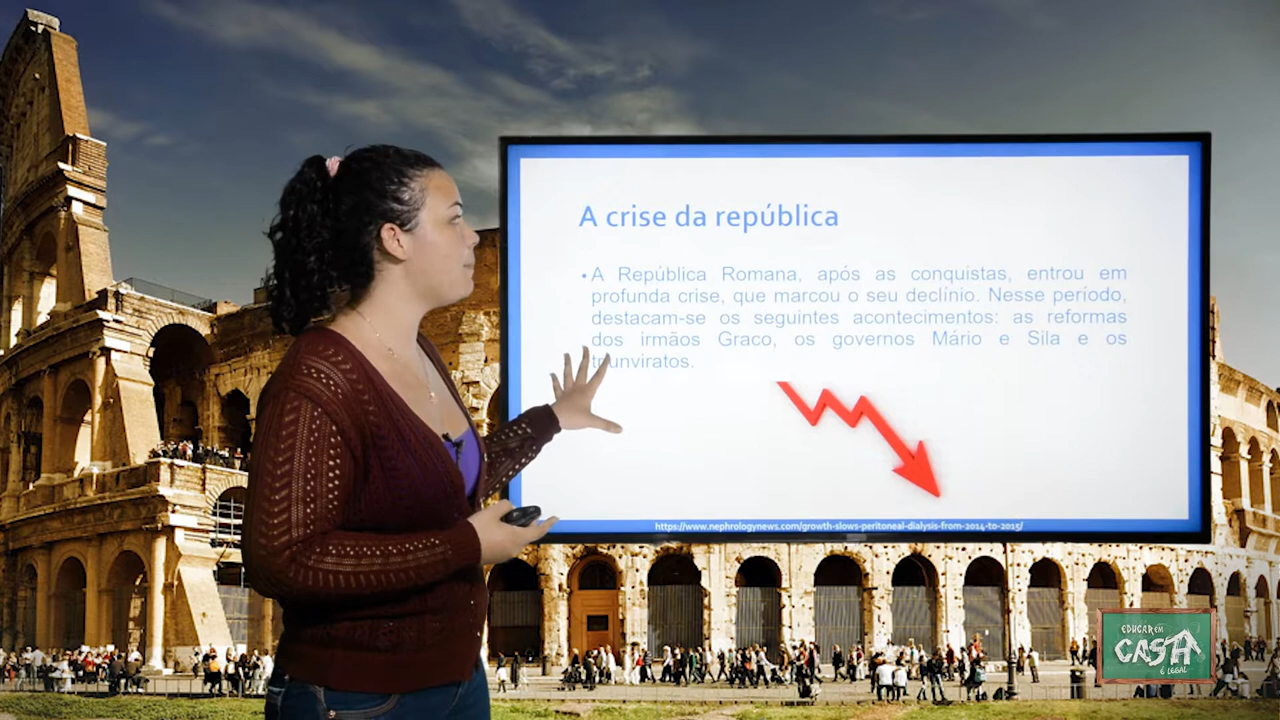 A crise da república
• A República Romana, após as conquistas, entrou em
profunda crise, que marcou o seu declínio. Nesse período,
destacam-se os seguintes acontecimentos: as reformas
dos irmãos Graco, os governos Mário e Sila e os
triunviratos.
https://www.nephrologynews.com/growth-slows-peritoneal-dialysis-from-2014-to-2015/
EDUCAR EM
CASA
É LEGAL